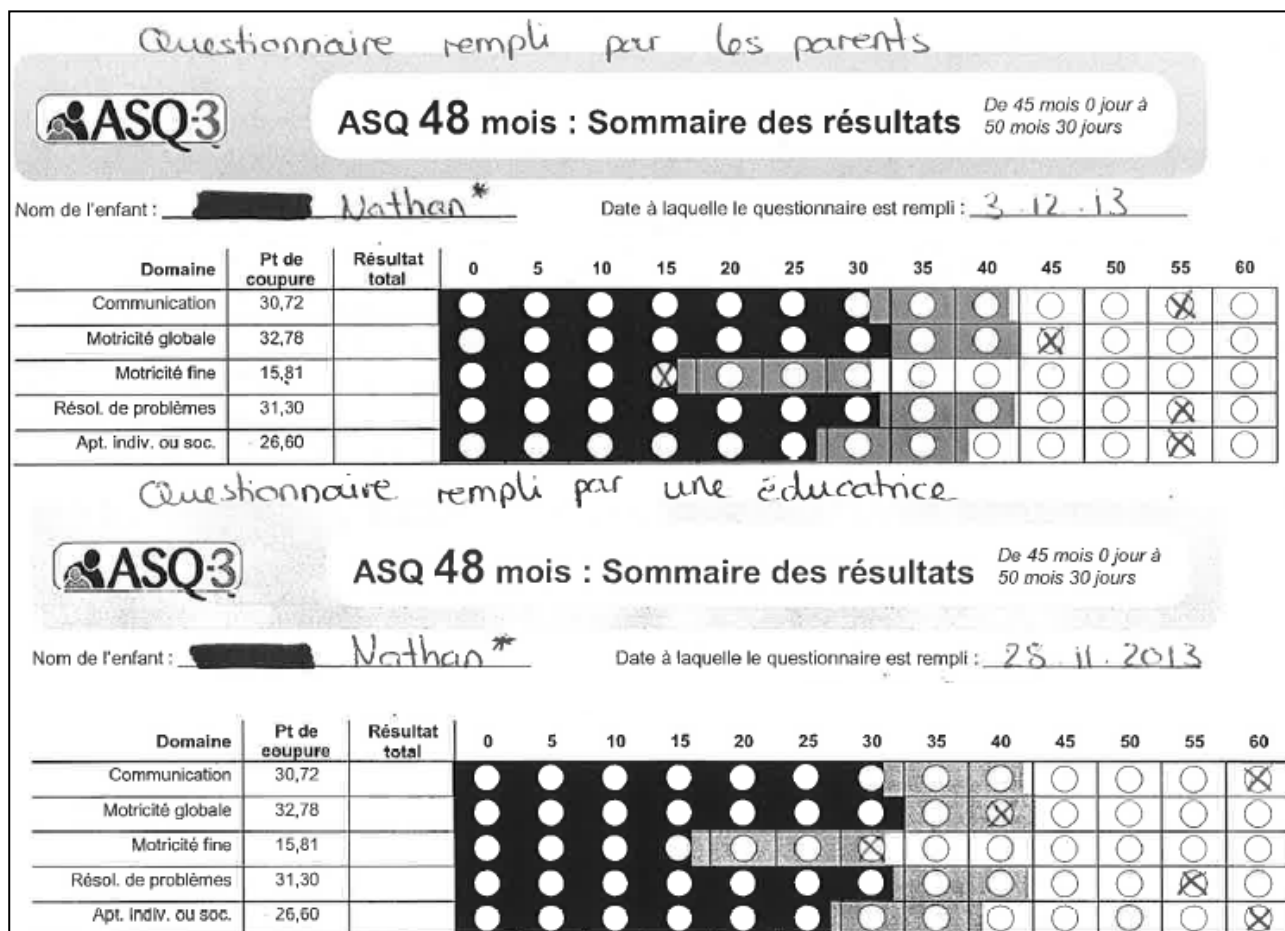 Questionnaire rempli par les parents
ASQ-3
ASQ 48 mois : Sommaire des résultats
De 45 mois 0 jour à
50 mois 30 jours
Nom de l'enfant : Nathan* Date à laquelle le questionnaire est rempli : 3.12.13
Domaine Pt de coupure Résultat total 0 5 10 15 20 25 30 35 40 45 50 55 60
Communication 30,72
Motricité globale 32,78
Motricité fine 15,81
Résol. de problèmes 31,30
Apt. indiv. ou soc. 26,60
Questionnaire rempli par une éducatrice
ASQ-3
ASQ 48 mois : Sommaire des résultats
De 45 mois 0 jour à
50 mois 30 jours
Nom de l'enfant : Nathan* Date à laquelle le questionnaire est rempli : 28.11.2013
Domaine Pt de coupure Résultat total 0 5 10 15 20 25 30 35 40 45 50 55 60
Communication 30,72
Motricité globale 32,78
Motricité fine 15,81
Résol. de problèmes 31,30
Apt. indiv. ou soc. 26,60